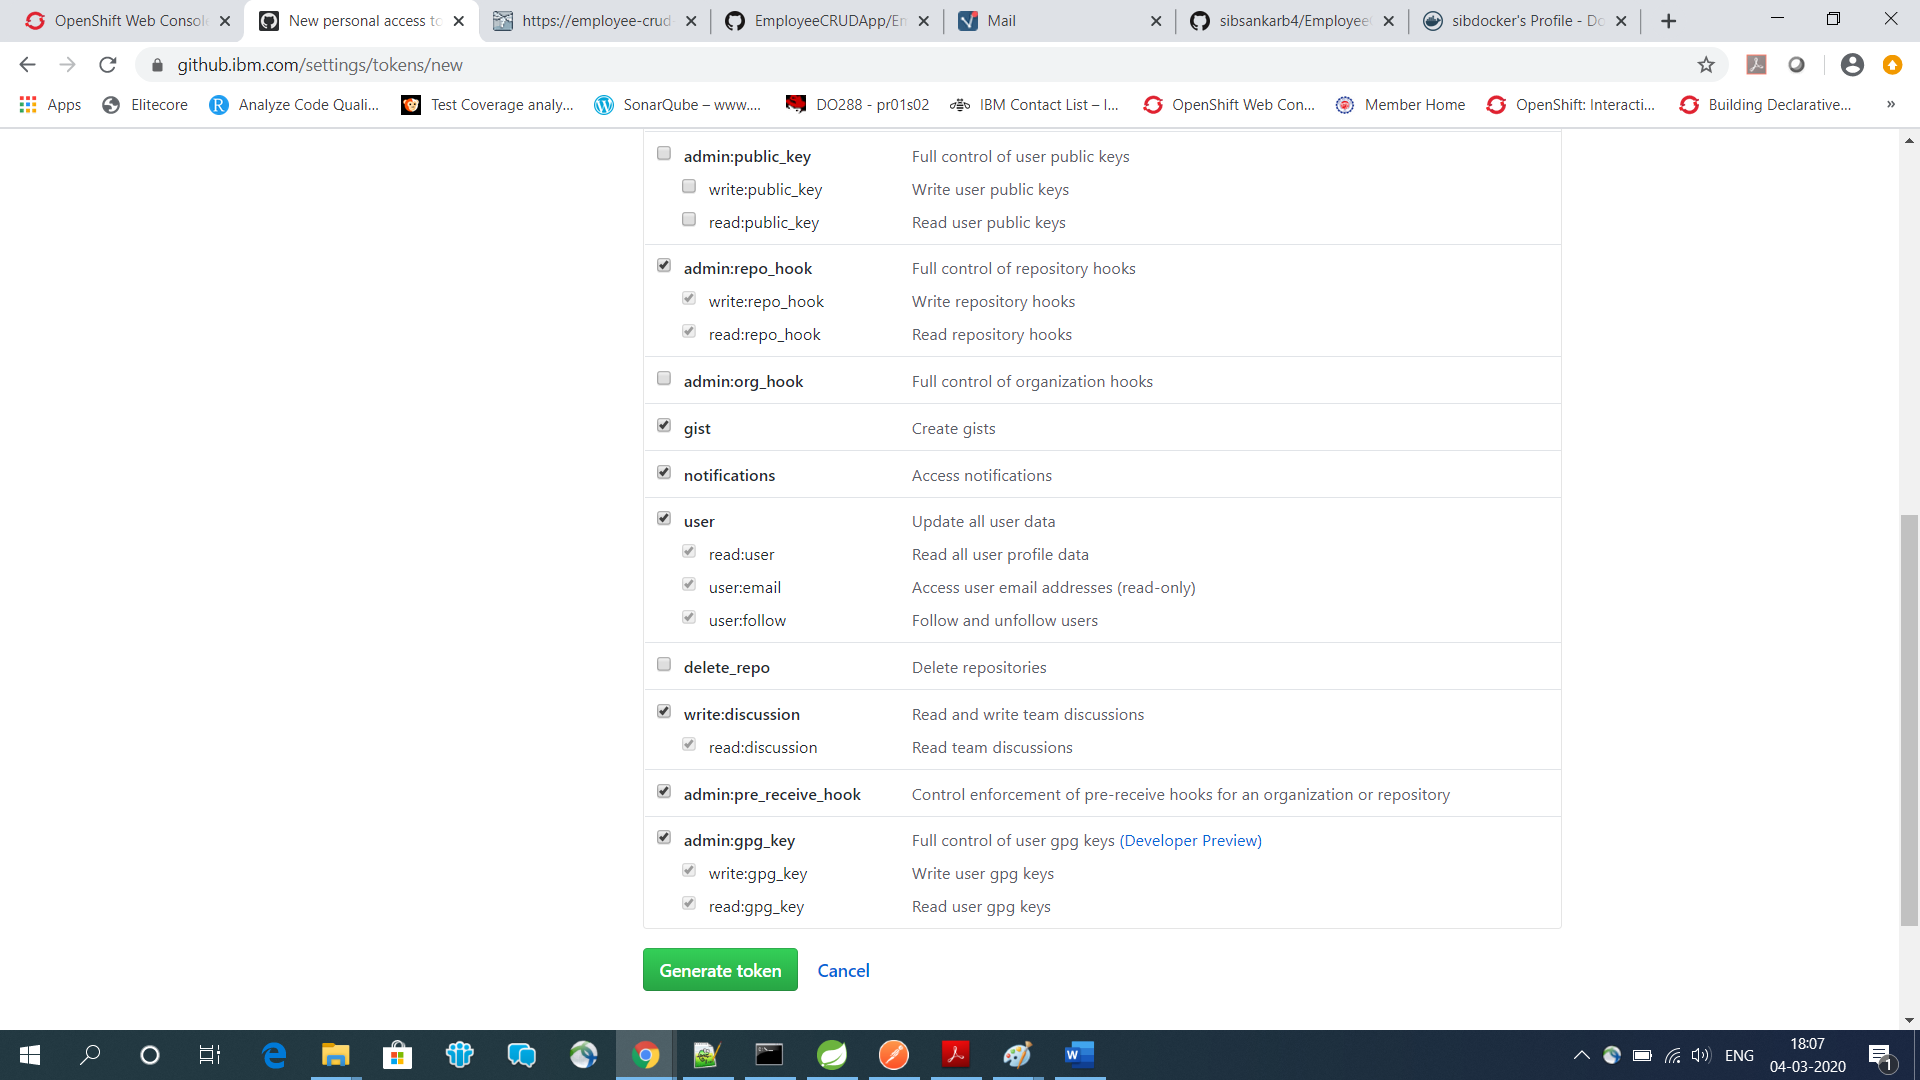 OpenShift Web Console
New personal access to
https://employee-crud-
EmployeeCRUDApp/Em
Mail
sibsankarb4/Employee
sibdocker's Profile - Do
github.ibm.com/settings/tokens/new
Apps
Elitecore
Analyze Code Quali...
Test Coverage analy...
SonarQube – www....
DO288 - pr01s02
IBM Contact List – I...
OpenShift Web Con...
Member Home
OpenShift: Interacti...
Building Declarative...
»
admin:public_key Full control of user public keys
write:public_key Write user public keys
read:public_key Read user public keys
admin:repo_hook Full control of repository hooks
write:repo_hook Write repository hooks
read:repo_hook Read repository hooks
admin:org_hook Full control of organization hooks
gist Create gists
notifications Access notifications
user Update all user data
read:user Read all user profile data
user:email Access user email addresses (read-only)
user:follow Follow and unfollow users
delete_repo Delete repositories
write:discussion Read and write team discussions
read:discussion Read team discussions
admin:pre_receive_hook Control enforcement of pre-receive hooks for an organization or repository
admin:gpg_key Full control of user gpg keys (Developer Preview)
write:gpg_key Write user gpg keys
read:gpg_key Read user gpg keys
Generate token Cancel
ENG
18:07
04-03-2020
1